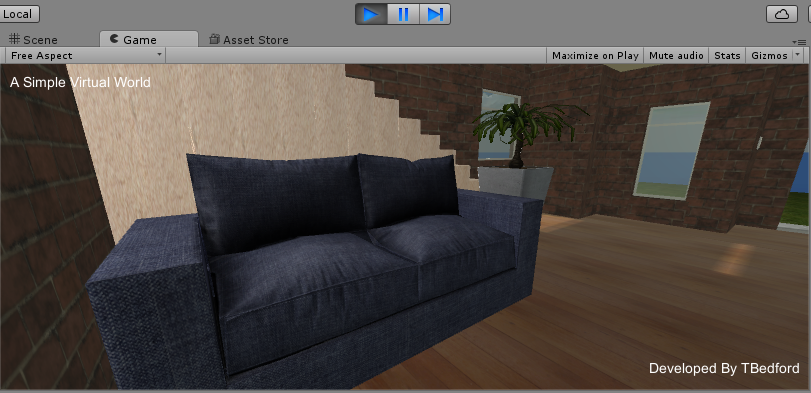 Local
Scene
Game
Asset Store
Free Aspect
Maximize on Play
Mute audio
Stats
Gizmos
A Simple Virtual World
Developed By TBedford